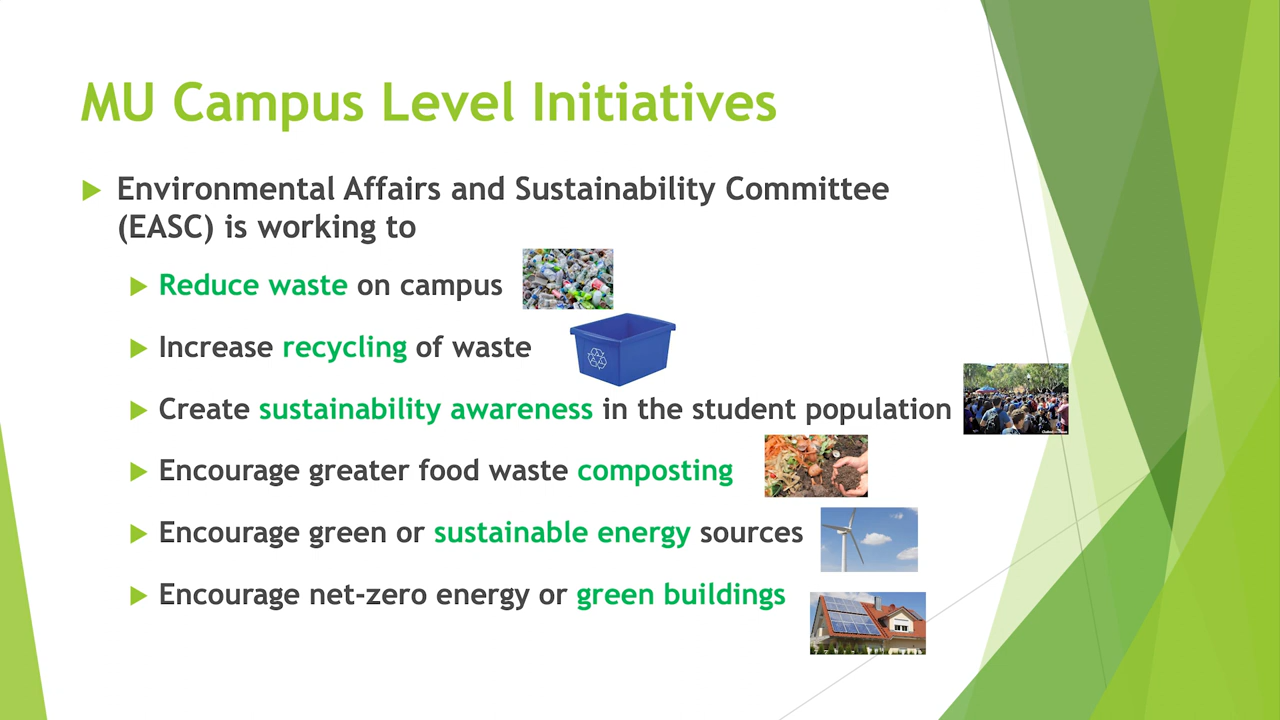 MU Campus Level Initiatives
Environmental Affairs and Sustainability Committee
(EASC) is working to
Reduce waste on campus
Increase recycling of waste
Create sustainability awareness in the student population
Encourage greater food waste composting
Encourage green or sustainable energy sources
Encourage net-zero energy or green buildings